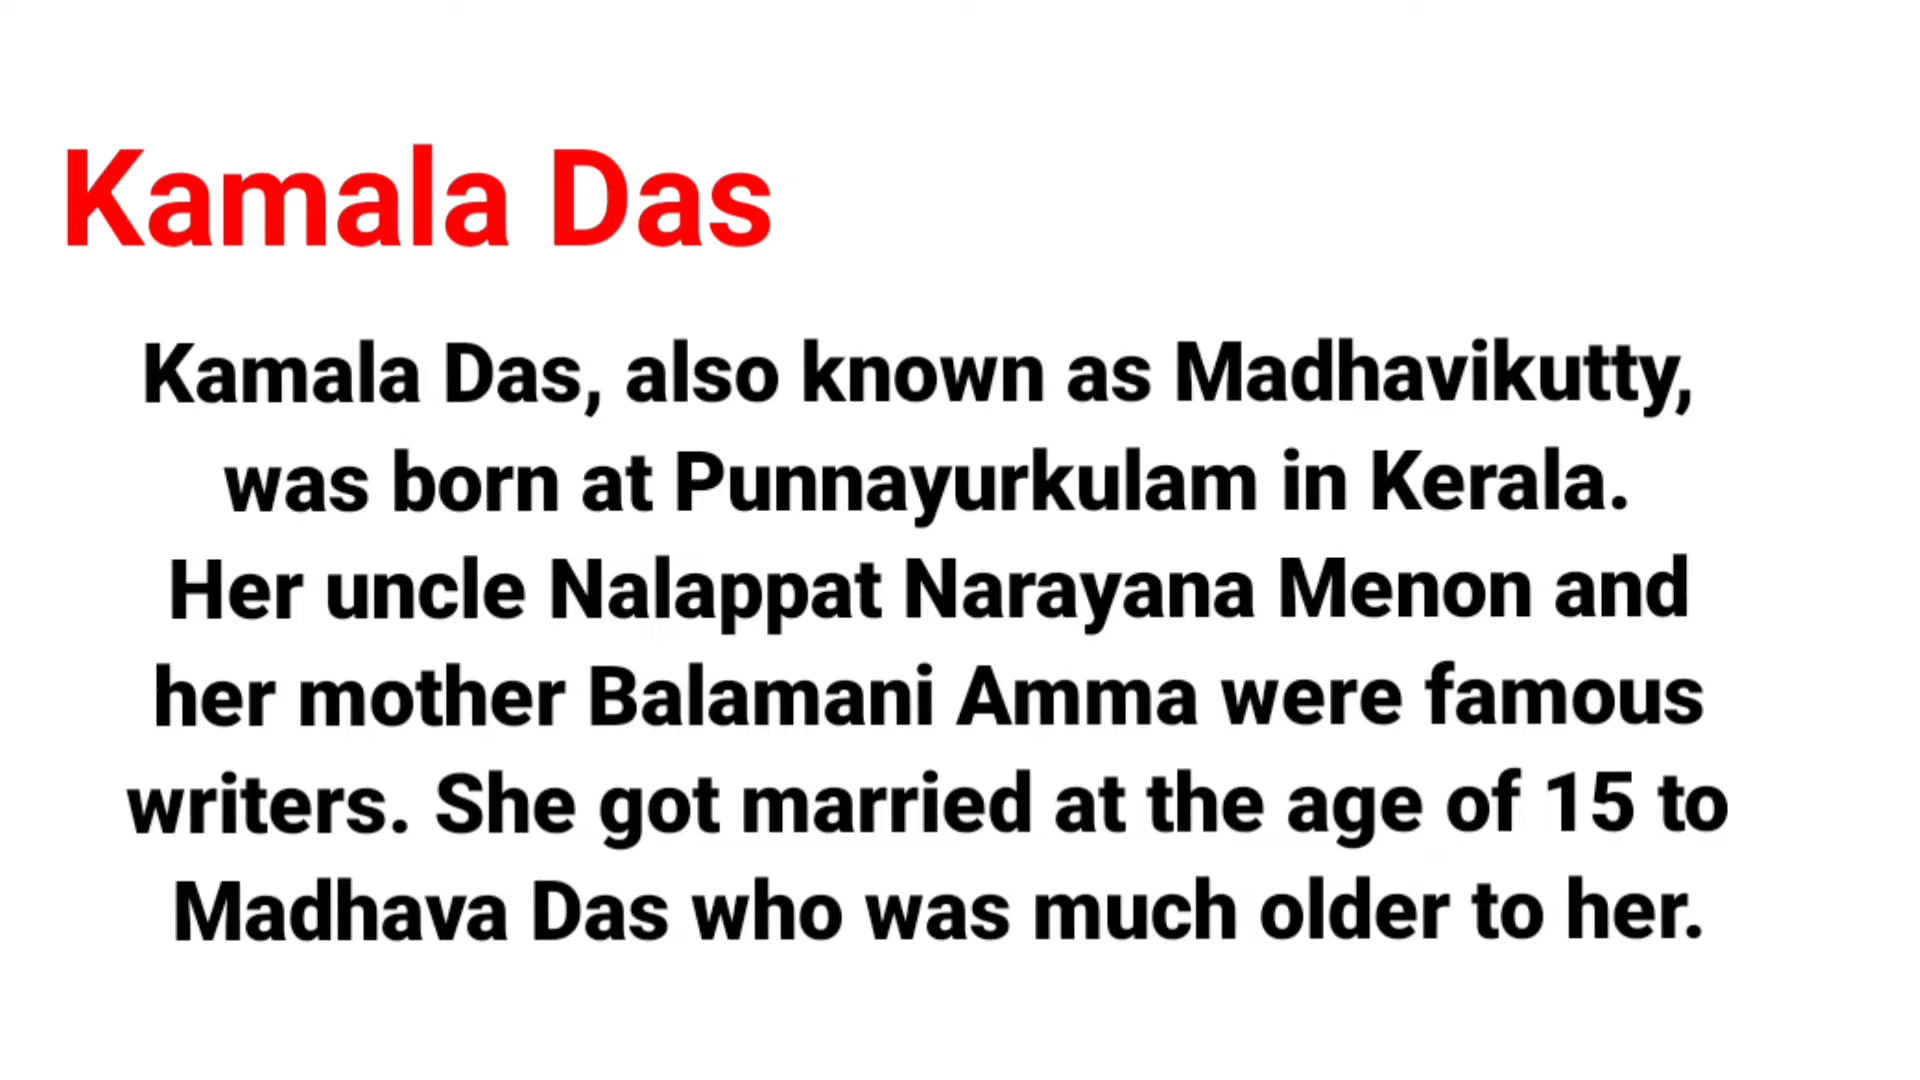 Kamala Das
Kamala Das, also known as Madhavikutty,
was born at Punnayurkulam in Kerala.
Her uncle Nalappat Narayana Menon and
her mother Balamani Amma were famous
writers. She got married at the age of 15 to
Madhava Das who was much older to her.